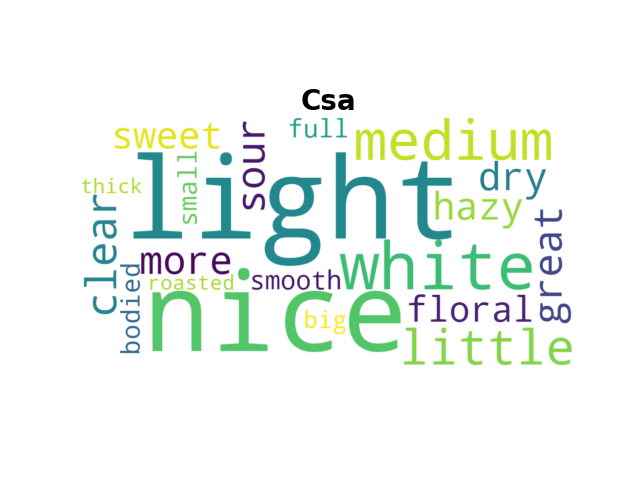 Csa
sweet
sour
full
medium
thick
small
light
dry
hazy
clear
more
white
great
bodied
roasted
smooth
nice
big
floral
little